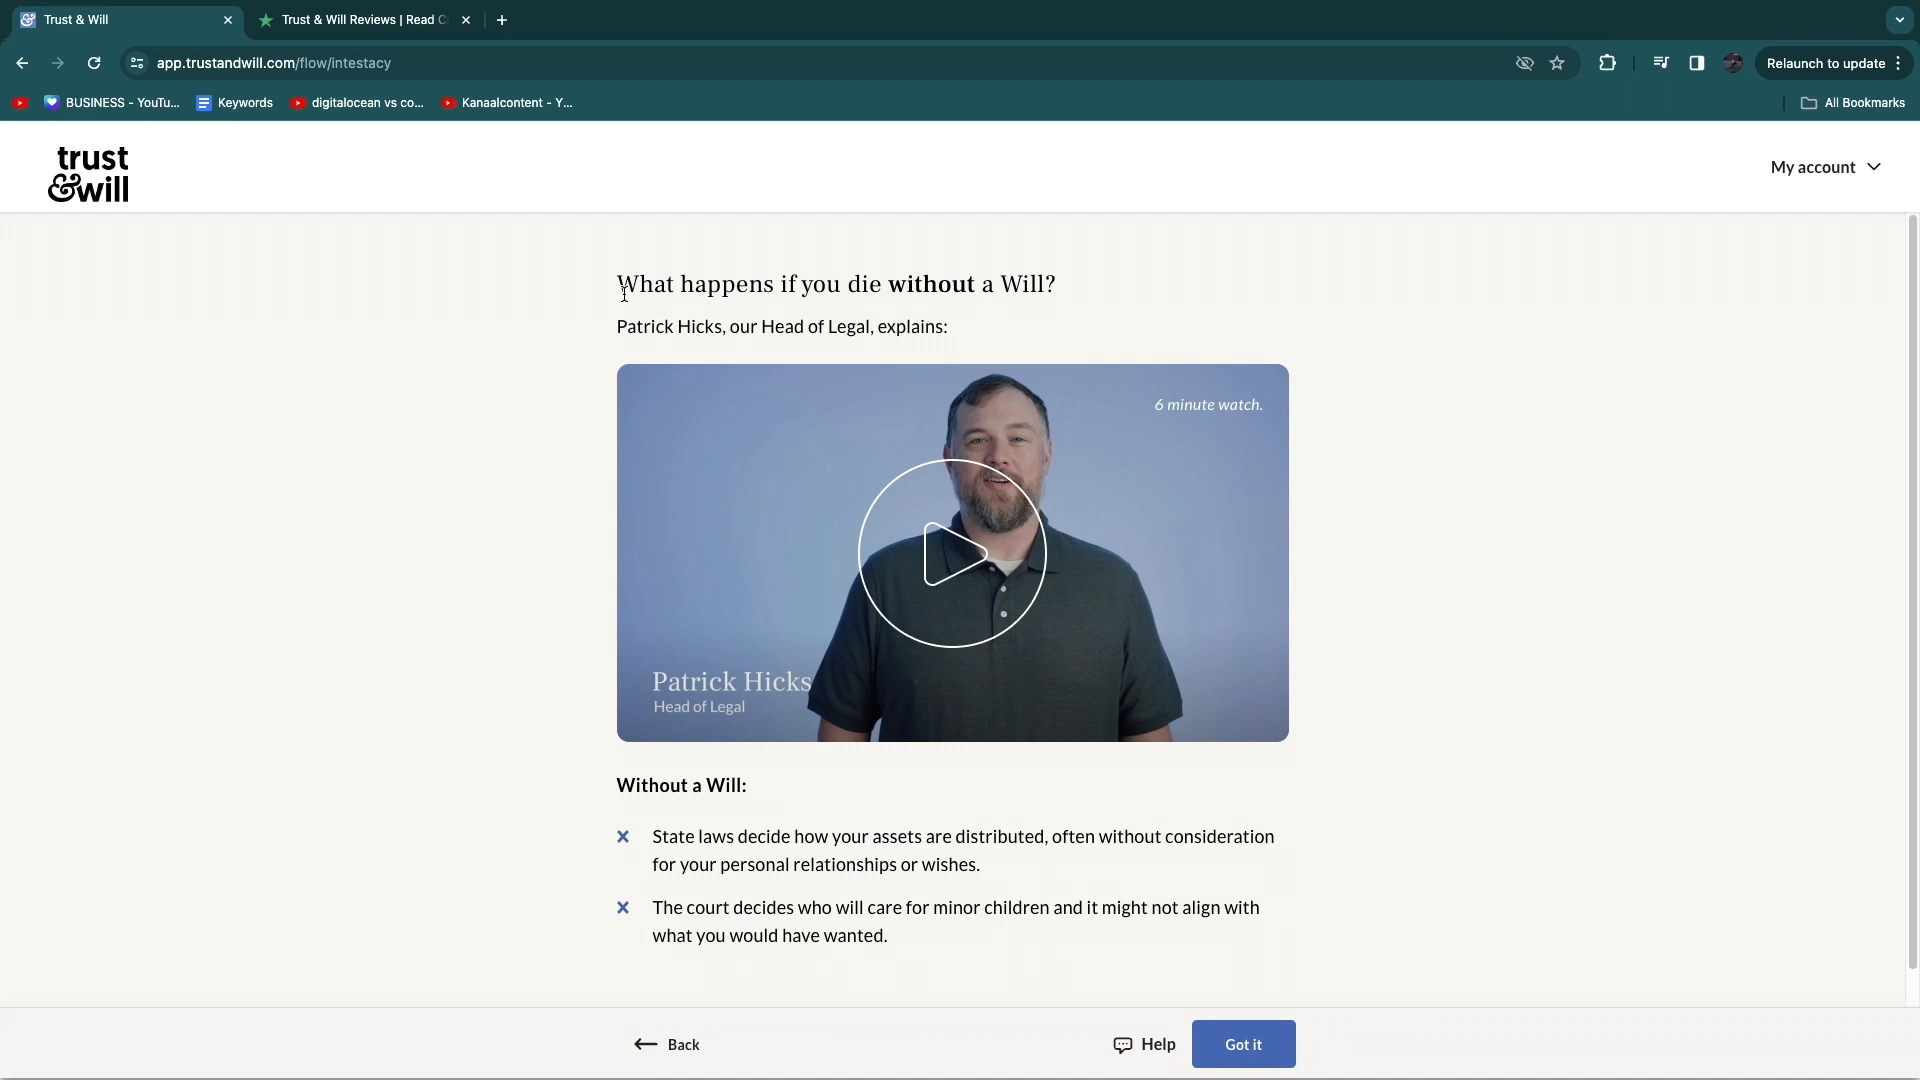 Trust & Will
Trust & Will Reviews | Read C
app.trustandwill.com/flow/intestacy
Relaunch to update
BUSINESS - YouTu...
Keywords
digitalocean vs co...
Kanaalcontent - Y...
All Bookmarks
trust
&will
My account
What happens if you die without a Will?
Patrick Hicks, our Head of Legal, explains:
6 minute watch.
Patrick Hicks
Head of Legal
Without a Will:
State laws decide how your assets are distributed, often without consideration
for your personal relationships or wishes.
The court decides who will care for minor children and it might not align with
what you would have wanted.
Back
Help
Got it